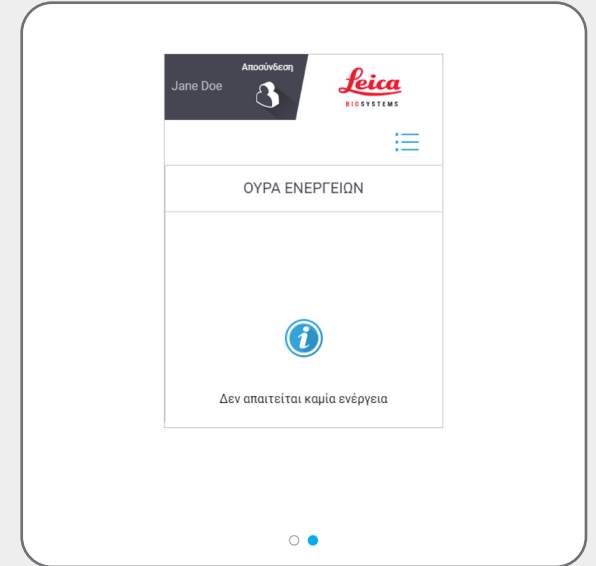 Αποσύνδεση
Jane Doe
Leica
BIOSYSTEMS
ΟΥΡΑ ΕΝΕΡΓΕΙΩΝ
i
Δεν απαιτείται καμία ενέργεια